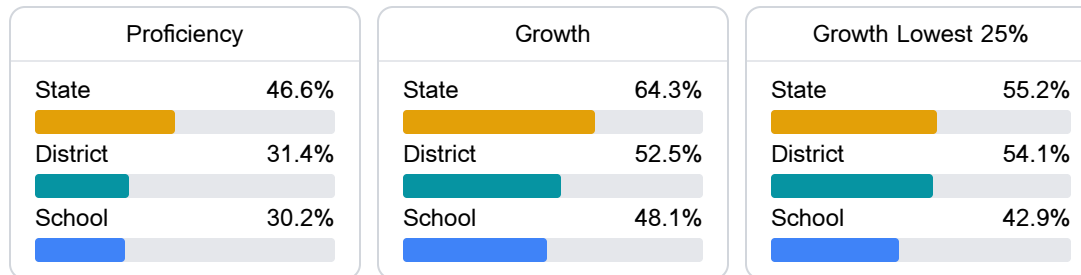 Proficiency
State 46.6%
District 31.4%
School 30.2%
Growth
State 64.3%
District 52.5%
School 48.1%
Growth Lowest 25%
State 55.2%
District 54.1%
School 42.9%